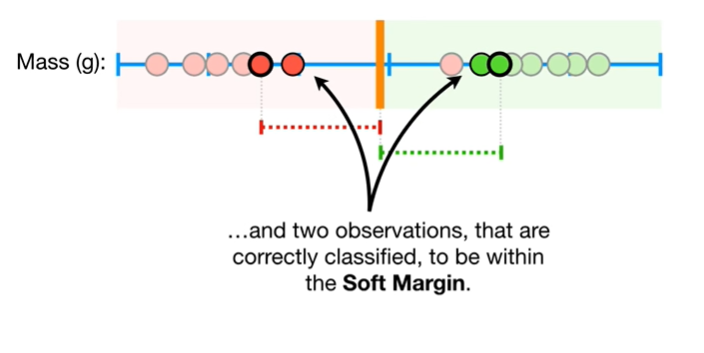 Mass (g):
...and two observations, that are
correctly classified, to be within
the Soft Margin.